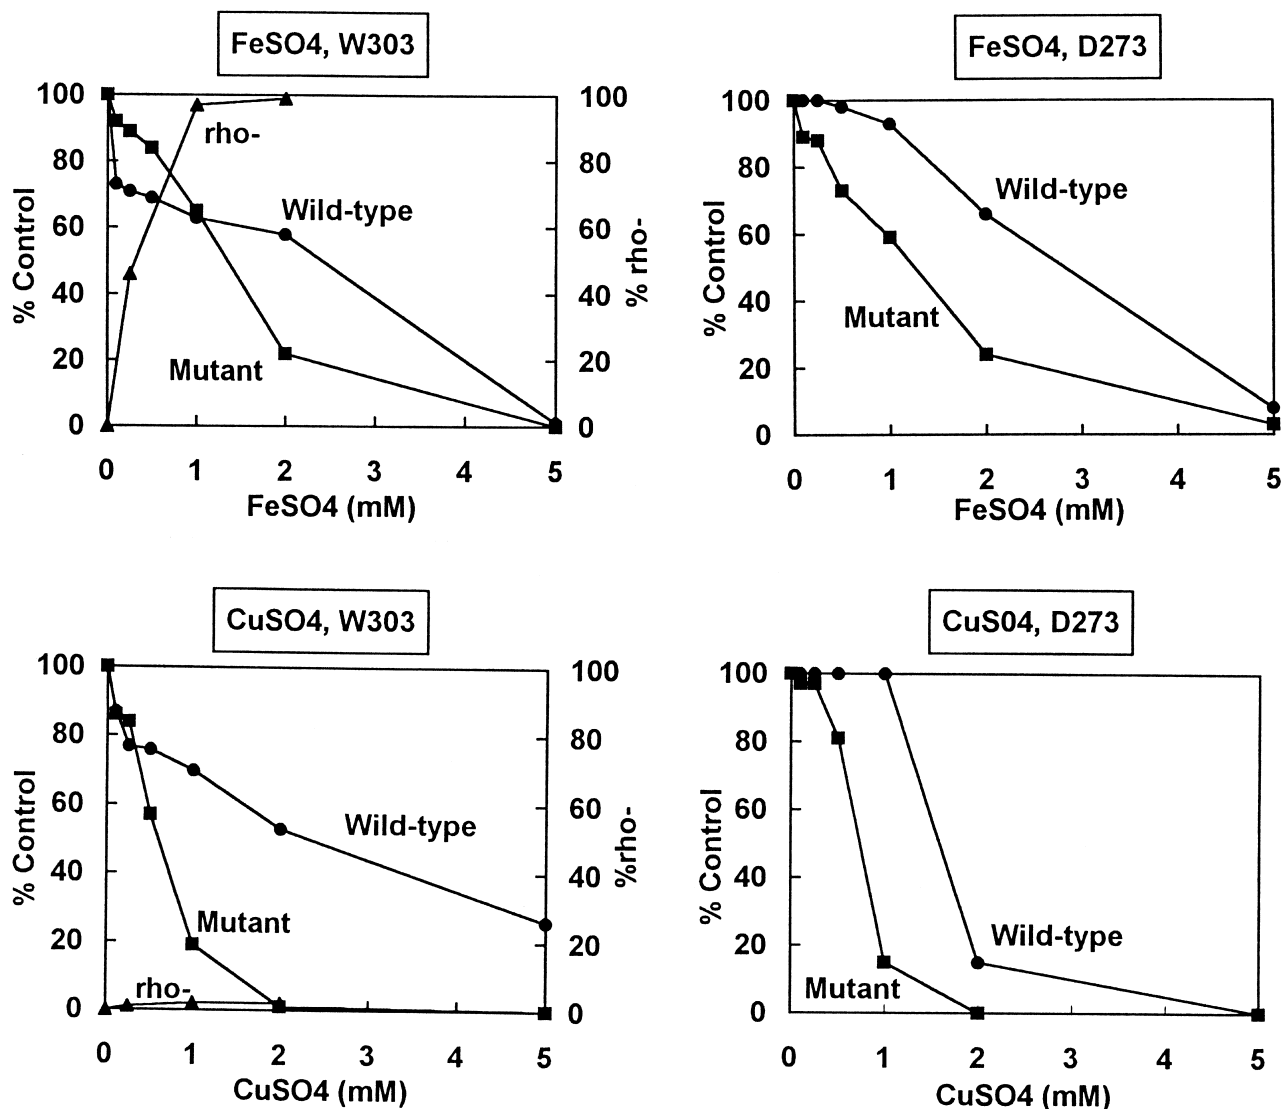 FeSO4, W303
100
80
60
40
20
0
% Control
100
80
60
40
20
0
% rho-
rho-
Wild-type
Mutant
0 1 2 3 4 5
FeSO4 (mM)
FeSO4, D273
100
80
60
40
20
0
% Control
Wild-type
Mutant
0 1 2 3 4 5
FeSO4 (mM)
CuSO4, W303
100
80
60
40
20
0
% Control
100
80
60
40
20
0
%rho-
Wild-type
Mutant
rho-
0 1 2 3 4 5
CuSO4 (mM)
CuS04, D273
100
80
60
40
20
0
% Control
Wild-type
Mutant
0 1 2 3 4 5
CuSO4 (mM)